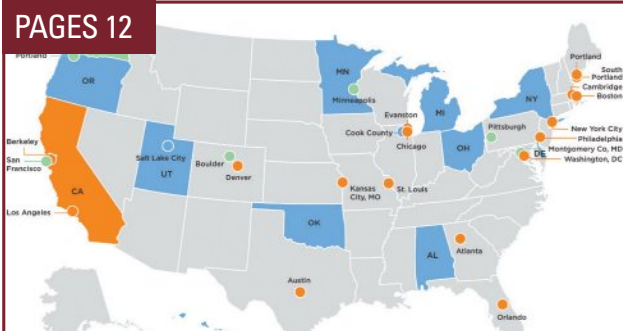 PAGES 12
Portland
OR
MN
Minneapolis
MI
NY
Portland
South
Portland
Cambridge
Boston
Evanston
Cook County
Chicago
Pittsburgh
New York City
Philadelphia
Montgomery Co, MD
Washington, DC
DE
OH
Berkeley
San
Francisco
CA
Los Angeles
Salt Lake City
UT
Boulder
Denver
Kansas
City, MO
St. Louis
OK
AL
Atlanta
Austin
Orlando